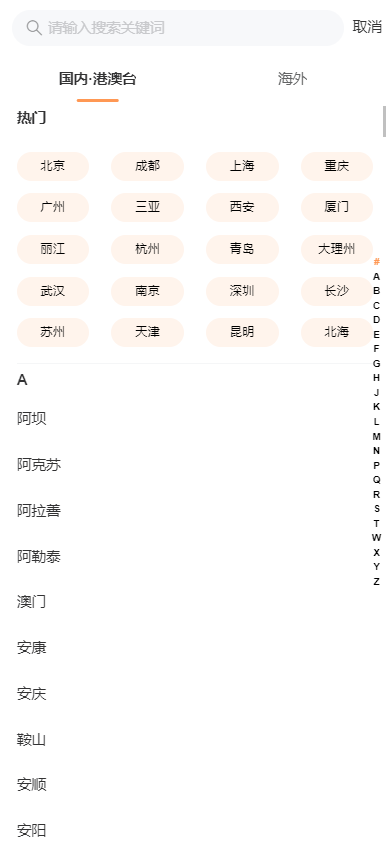 请输入搜索关键词 取消
国内·港澳台 海外
热门
北京 成都 上海 重庆
广州 三亚 西安 厦门
丽江 杭州 青岛 大理州
武汉 南京 深圳 长沙
苏州 天津 昆明 北海
A
阿坝
阿克苏
阿拉善
阿勒泰
澳门
安康
安庆
鞍山
安顺
安阳
#
A
B
C
D
E
F
G
H
J
K
L
M
N
P
Q
R
S
T
W
X
Y
Z